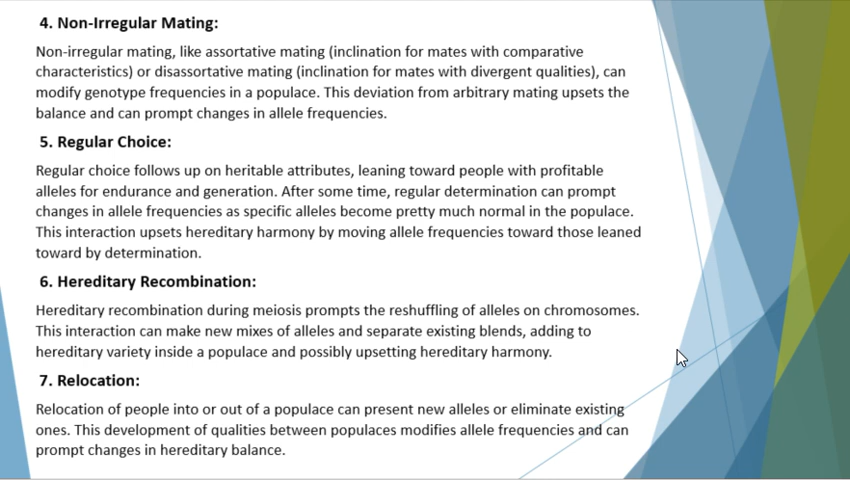 4. Non-Irregular Mating:
Non-irregular mating, like assortative mating (inclination for mates with comparative
characteristics) or disassortative mating (inclination for mates with divergent qualities), can
modify genotype frequencies in a populace. This deviation from arbitrary mating upsets the
balance and can prompt changes in allele frequencies.
5. Regular Choice:
Regular choice follows up on heritable attributes, leaning toward people with profitable
alleles for endurance and generation. After some time, regular determination can prompt
changes in allele frequencies as specific alleles become pretty much normal in the populace.
This interaction upsets hereditary harmony by moving allele frequencies toward those leaned
toward by determination.
6. Hereditary Recombination:
Hereditary recombination during meiosis prompts the reshuffling of alleles on chromosomes.
This interaction can make new mixes of alleles and separate existing blends, adding to
hereditary variety inside a populace and possibly upsetting hereditary harmony.
7. Relocation:
Relocation of people into or out of a populace can present new alleles or eliminate existing
ones. This development of qualities between populaces modifies allele frequencies and can
prompt changes in hereditary balance.